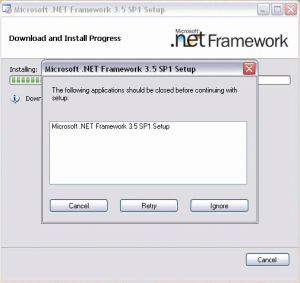 Microsoft .NET Framework 3.5 SP1 Setup
Download and Install Progress
Microsoft
.net Framework
Installing:
Microsoft .NET Framework 3.5 SP1 Setup
The following applications should be closed before continuing with
setup:
Microsoft .NET Framework 3.5 SP1 Setup
Cancel
Retry
Ignore
Cancel